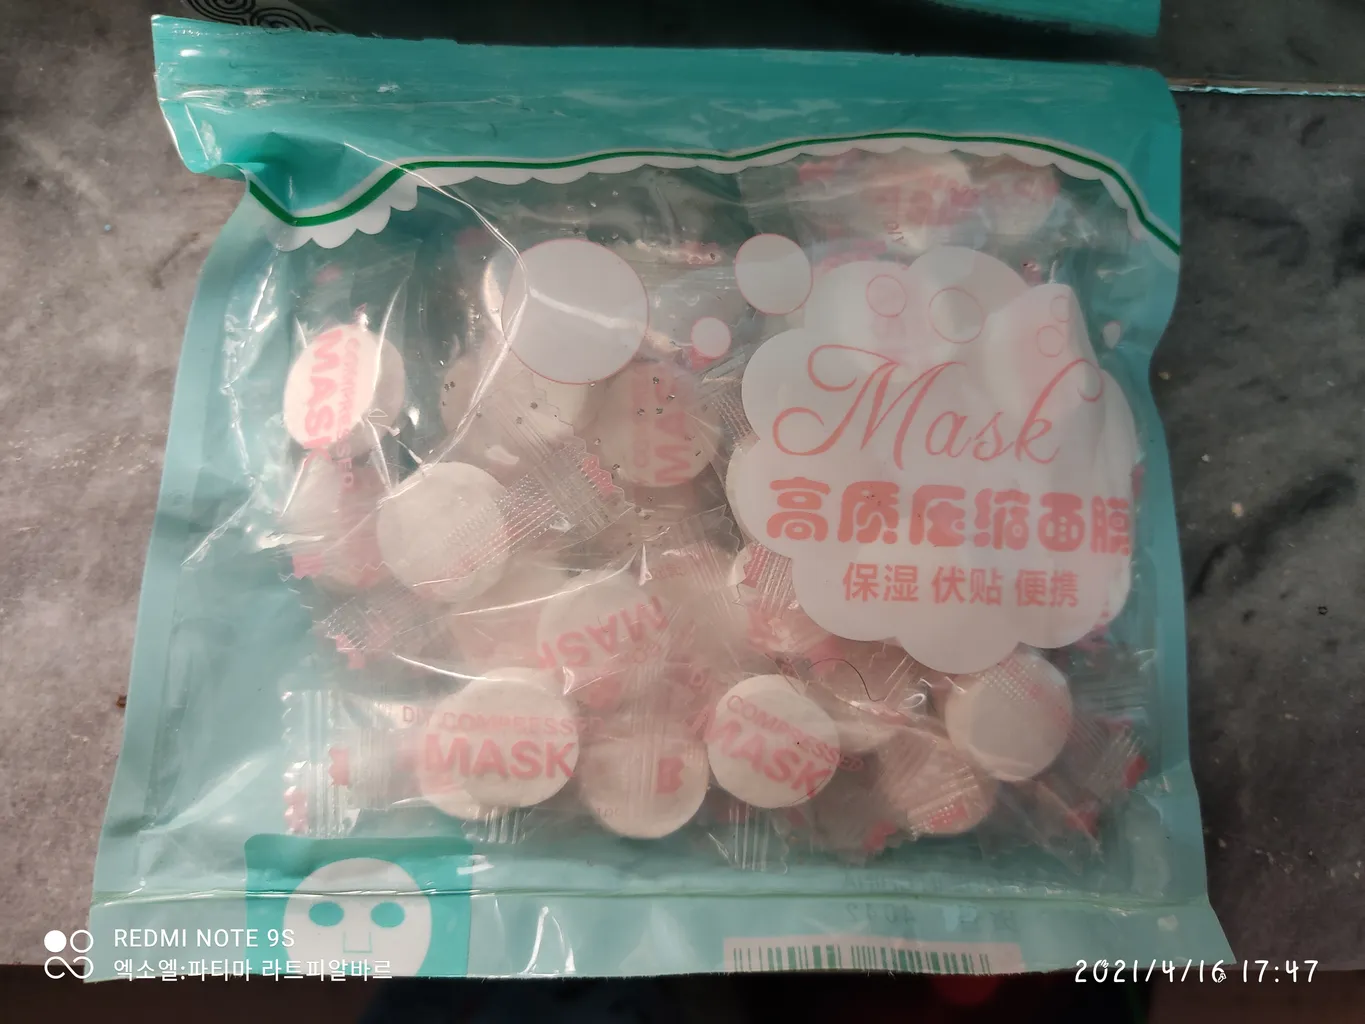 Mask
高质压缩面膜
保湿 伏贴 便携
COMPRESSED
MASK
MASK
MASK
DIY COMPRESSED
MASK
COMPRESSED
MASK
REDMI NOTE 9S
엑소엘:파티마 라트피알바르
2021/4/16 17:47